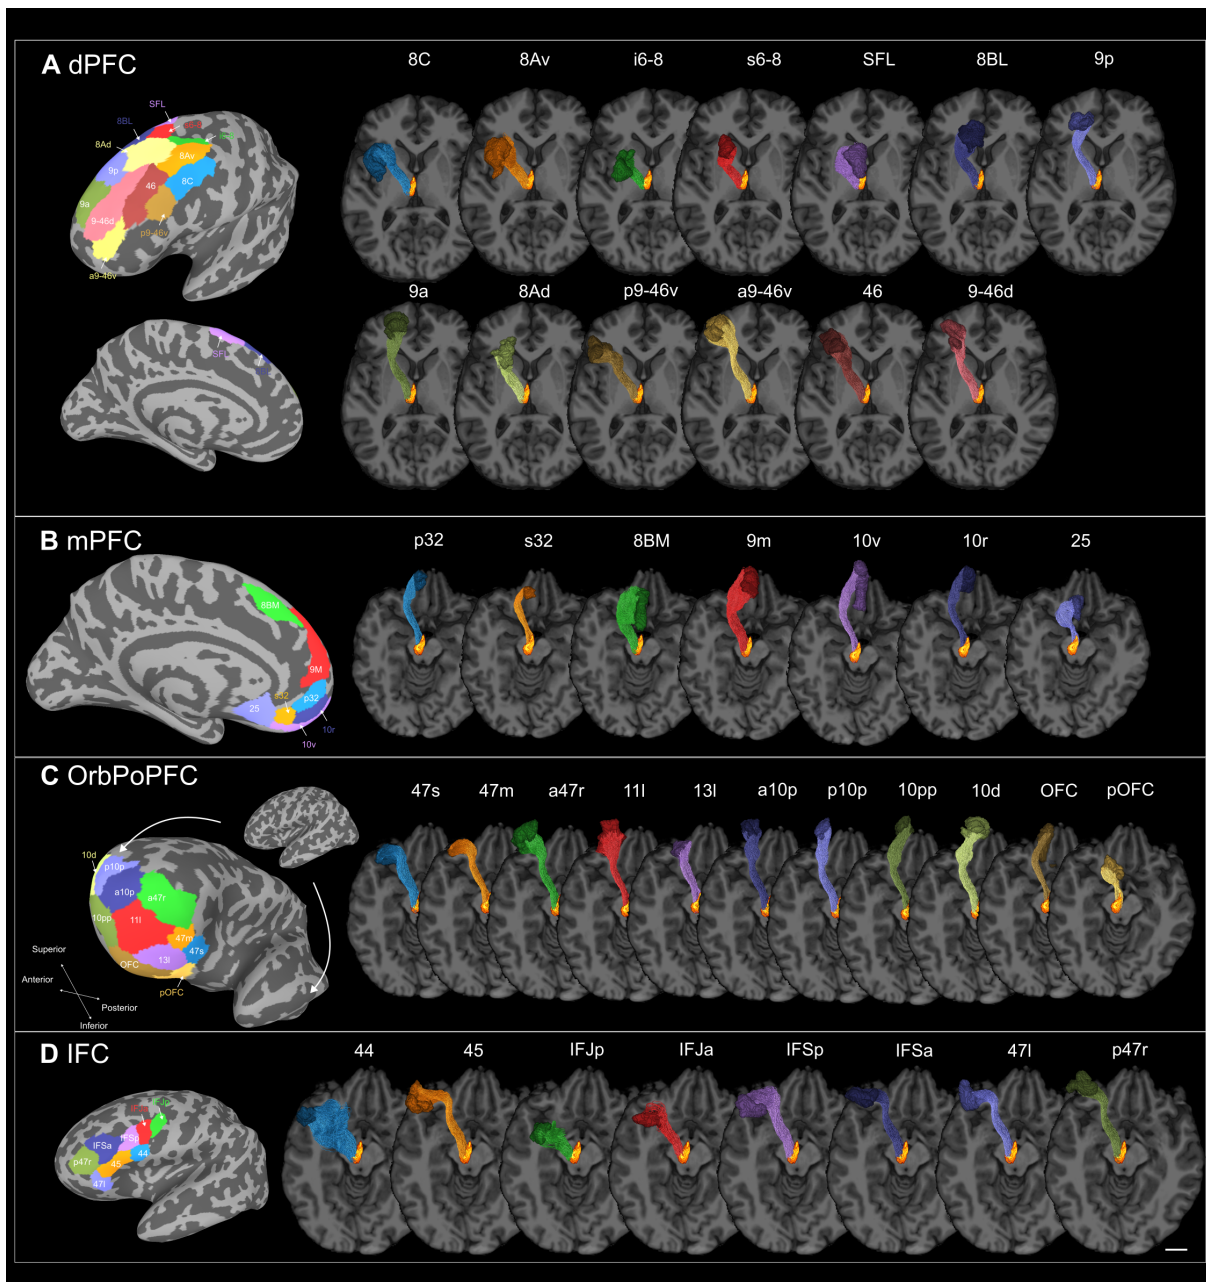 A dPFC
8C 8Av i6-8 s6-8 SFL 8BL 9p
SFL
8BL
8Ad
8Av
9p
46
8C
9a
9-46d
p9-46v
a9-46v
9a 8Ad p9-46v a9-46v 46 9-46d
SFL
B mPFC
p32 s32 8BM 9m 10v 10r 25
8BM
9M
s32
p32
25
10r
10v
C OrbPoPFC
47s 47m a47r 11l 13l a10p p10p 10pp 10d OFC pOFC
10d
p10p
a10p
a47r
10pp
11l
47m
47s
OFC
13l
pOFC
Superior
Anterior
Posterior
Inferior
D IFC
44 45 IFJp IFJa IFSp IFSa 47l p47r
IFSp
IFSa
44
p47r
45
47l